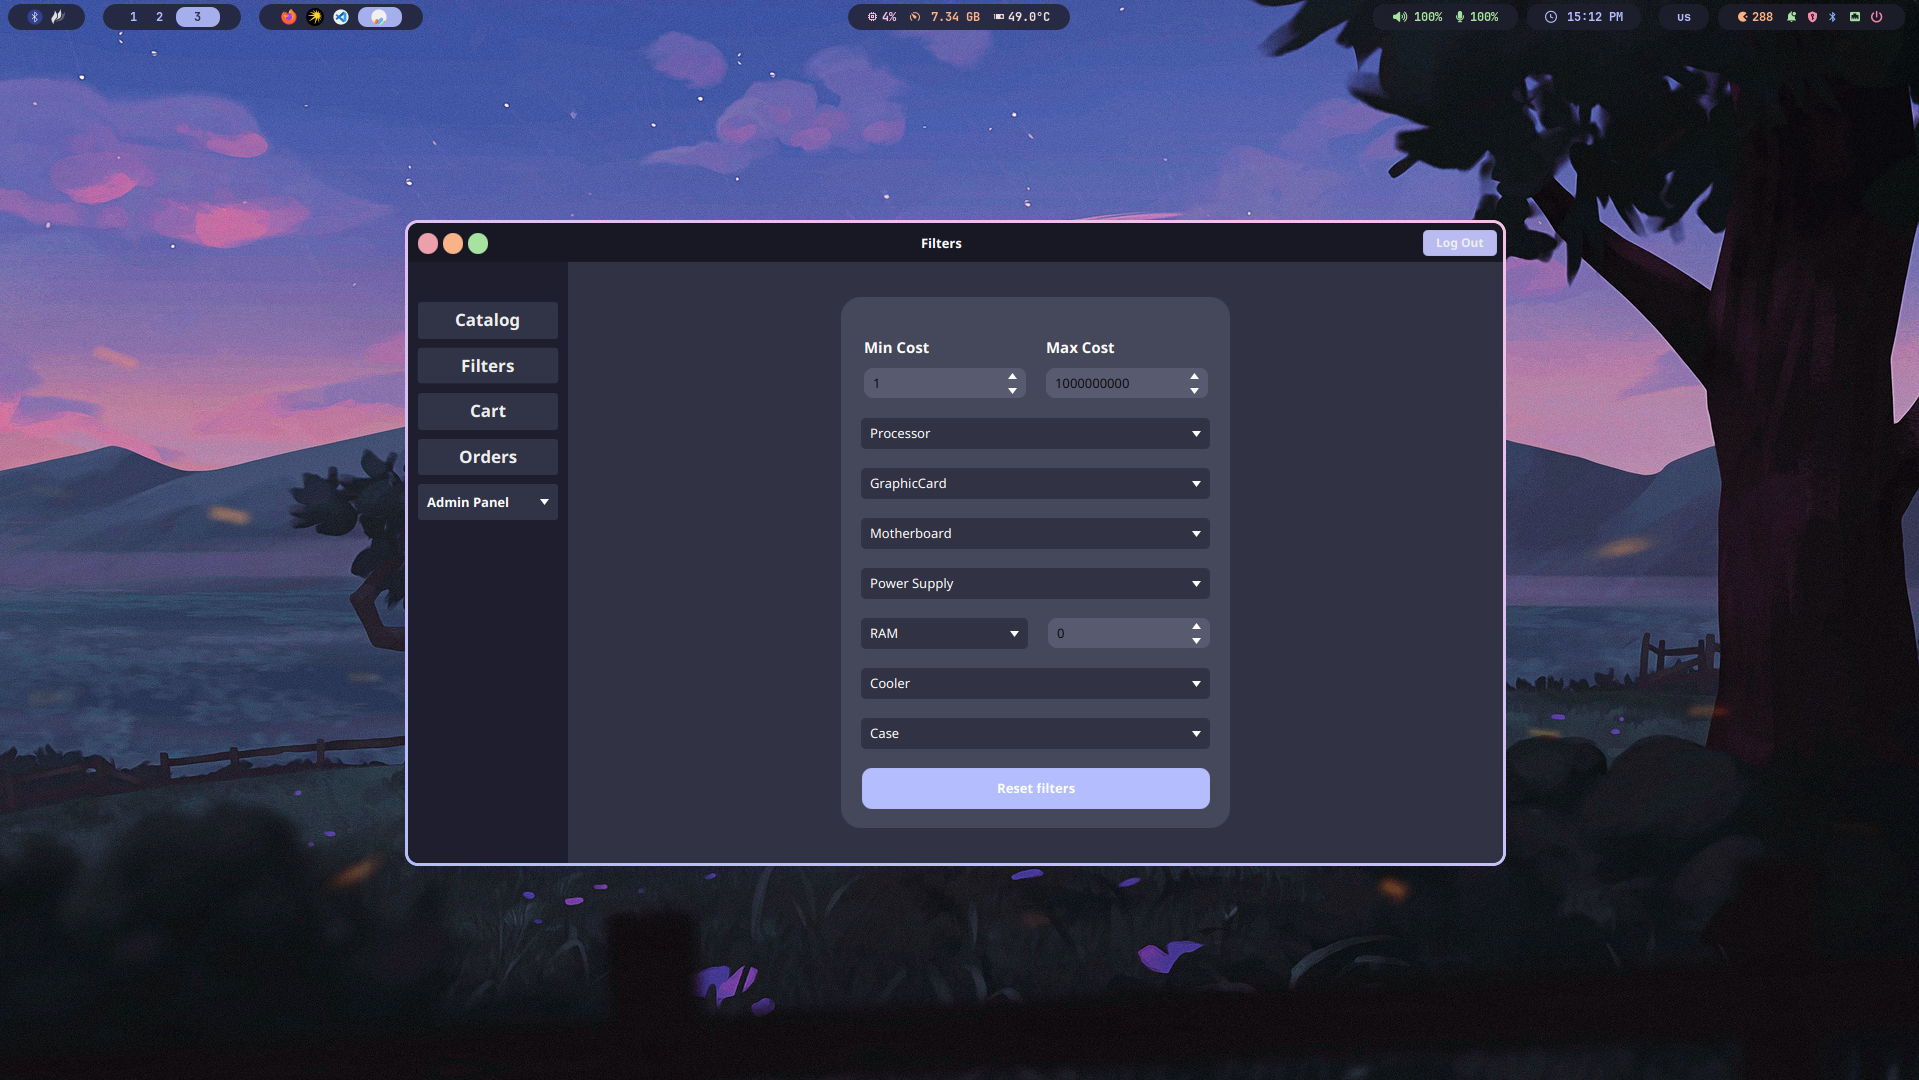 1 2 3
4% 7.34 GB 49.0°C
100% 100%
15:12 PM
us
288
Filters
Log Out
Catalog
Filters
Cart
Orders
Admin Panel
Min Cost Max Cost
1 1000000000
Processor
GraphicCard
Motherboard
Power Supply
RAM 0
Cooler
Case
Reset filters